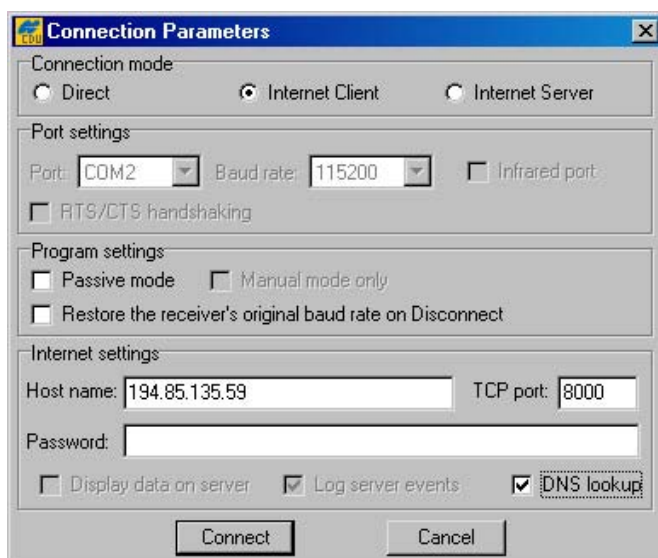 CDU Connection Parameters
Connection mode
Direct Internet Client Internet Server
Port settings
Port: COM2 Baud rate: 115200 Infrared port
RTS/CTS handshaking
Program settings
Passive mode Manual mode only
Restore the receiver's original baud rate on Disconnect
Internet settings
Host name: 194.85.135.59 TCP port: 8000
Password:
Display data on server Log server events DNS lookup
Connect Cancel